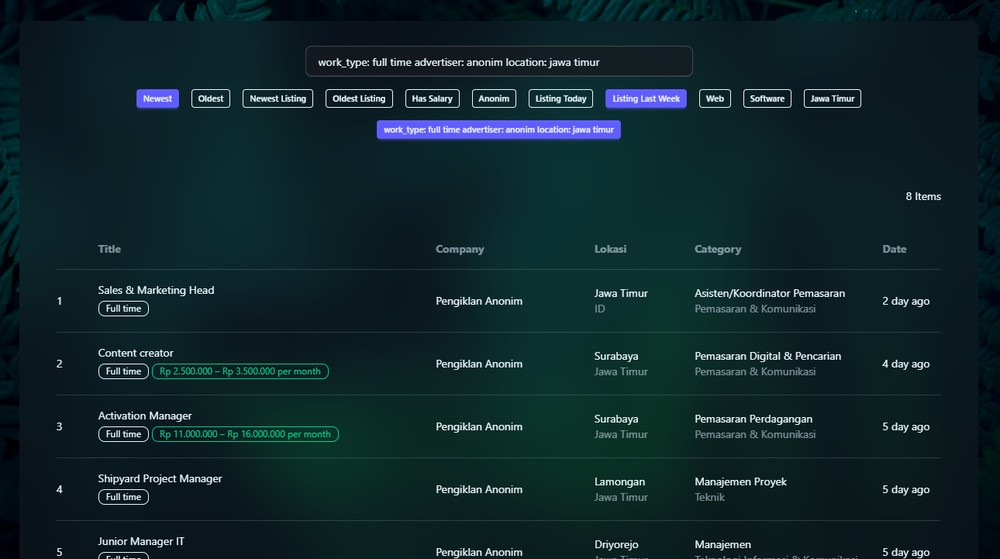 work_type: full time advertiser: anonim location: jawa timur
Newest Oldest Newest Listing Oldest Listing Has Salary Anonim Listing Today Listing Last Week Web Software Jawa Timur
work_type: full time advertiser: anonim location: jawa timur
8 Items
Title Company Lokasi Category Date
1 Sales & Marketing Head Pengiklan Anonim Jawa Timur Asisten/Koordinator Pemasaran 2 day ago
Full time ID Pemasaran & Komunikasi
2 Content creator Pengiklan Anonim Surabaya Pemasaran Digital & Pencarian 4 day ago
Full time Rp 2.500.000 – Rp 3.500.000 per month Jawa Timur Pemasaran & Komunikasi
3 Activation Manager Pengiklan Anonim Surabaya Pemasaran Perdagangan 5 day ago
Full time Rp 11.000.000 – Rp 16.000.000 per month Jawa Timur Pemasaran & Komunikasi
4 Shipyard Project Manager Pengiklan Anonim Lamongan Manajemen Proyek 5 day ago
Full time Jawa Timur Teknik
5 Junior Manager IT Pengiklan Anonim Driyorejo Manajemen 5 day ago
Full time Jawa Timur Teknologi Informasi & Komunikasi